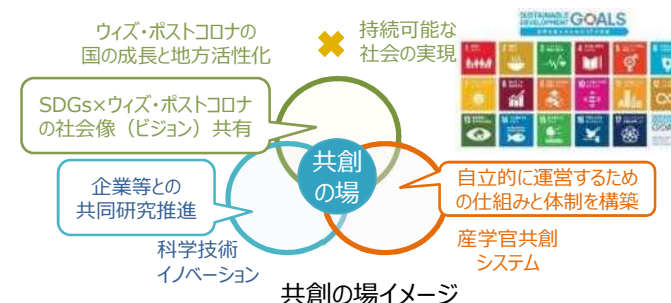 ウィズ・ポストコロナの
国の成長と地方活性化
持続可能な
社会の実現
SUSTAINABLE
DEVELOPMENT GOALS
SDGs×ウィズ・ポストコロナ
の社会像（ビジョン）共有
共創
の場
企業等との
共同研究推進
自立的に運営するため
の仕組みと体制を構築
科学技術
イノベーション
産学官共創
システム
共創の場イメージ